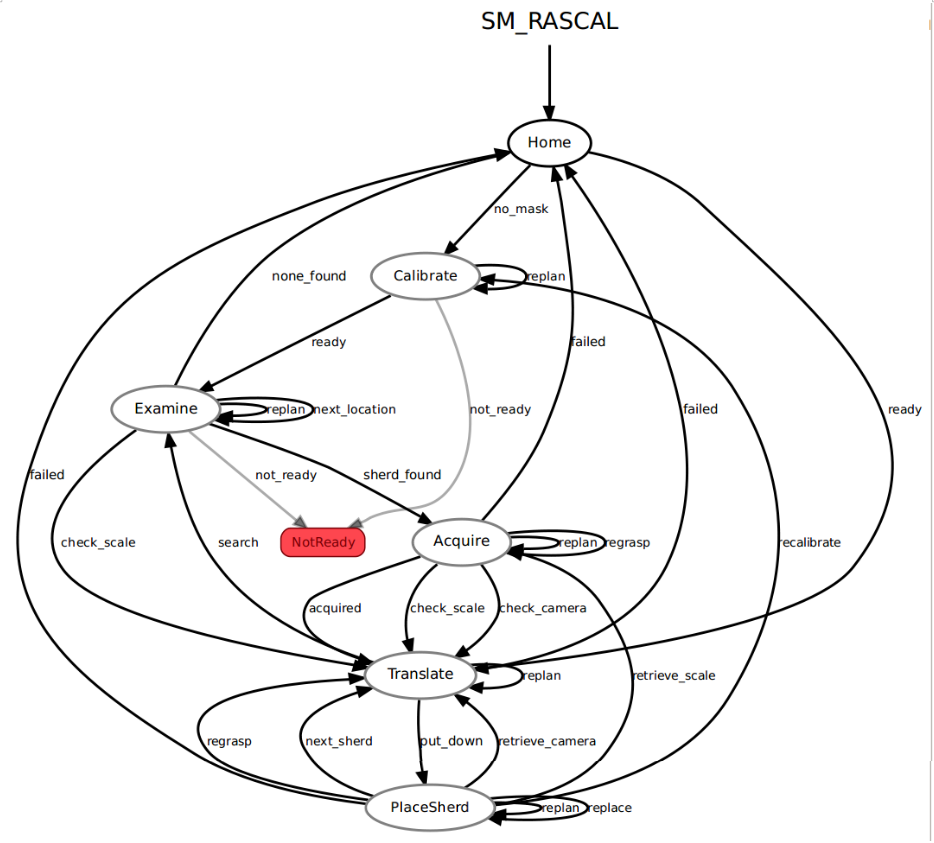 SM_RASCAL
Home
no_mask
none_found
Calibrate
replan
ready
failed
Examine
replan
next_location
not_ready
failed
ready
failed
not_ready
sherd_found
check_scale
search
NotReady
Acquire
replan
regrasp
recalibrate
acquired
check_scale
check_camera
Translate
replan
retrieve_scale
regrasp
next_sherd
put_down
retrieve_camera
PlaceSherd
replan
replace